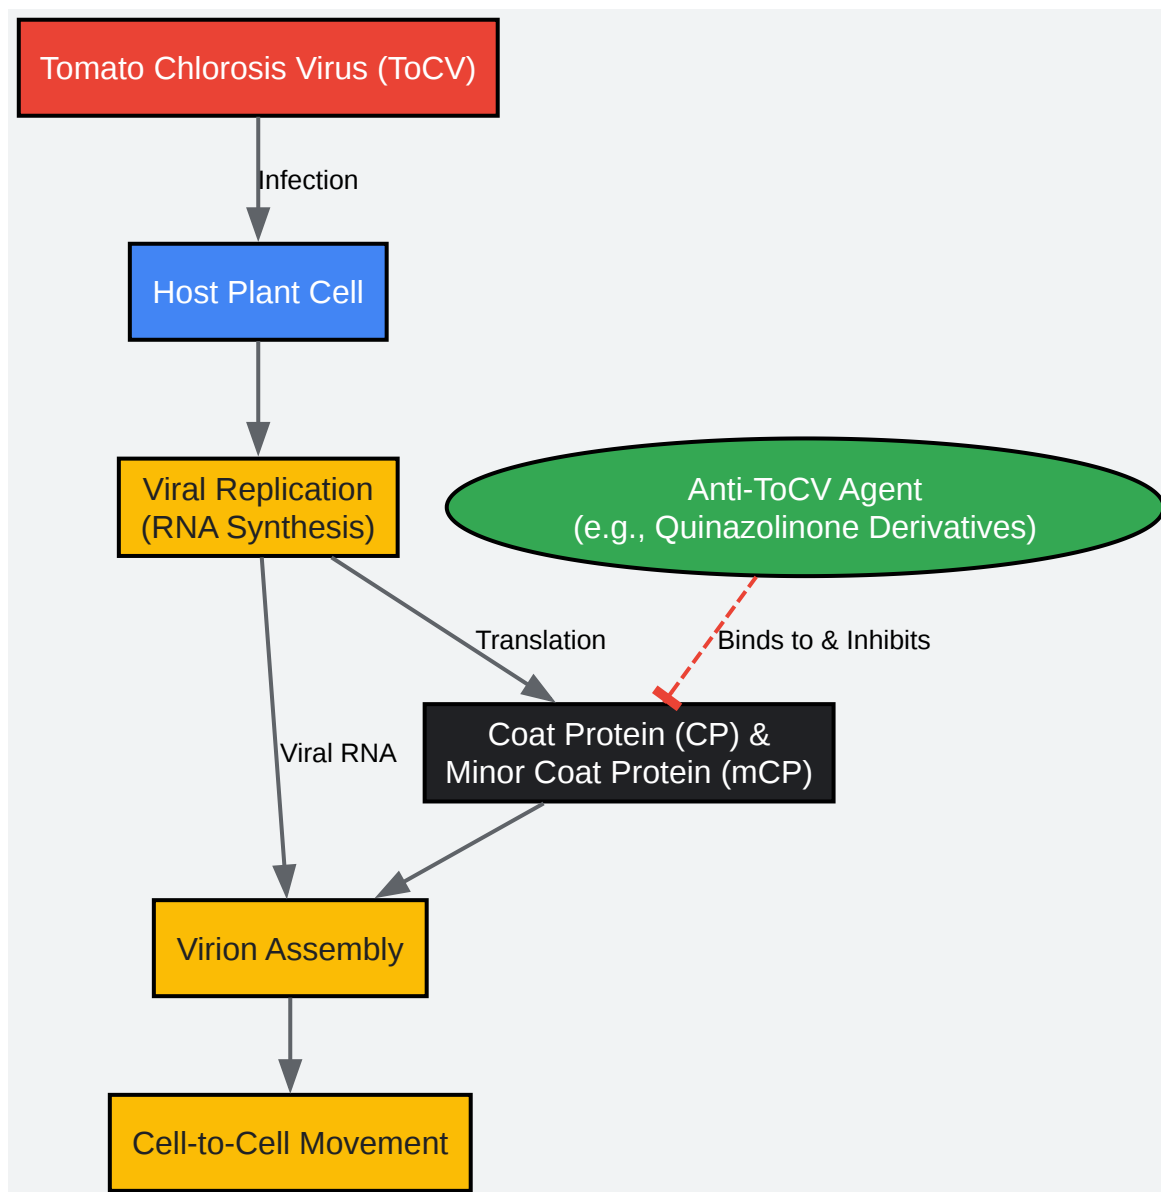 Tomato Chlorosis Virus (ToCV)
Infection
Host Plant Cell
Viral Replication
(RNA Synthesis)
Anti-ToCV Agent
(e.g., Quinazolinone Derivatives)
Translation
Binds to & Inhibits
Viral RNA
Coat Protein (CP) &
Minor Coat Protein (mCP)
Virion Assembly
Cell-to-Cell Movement